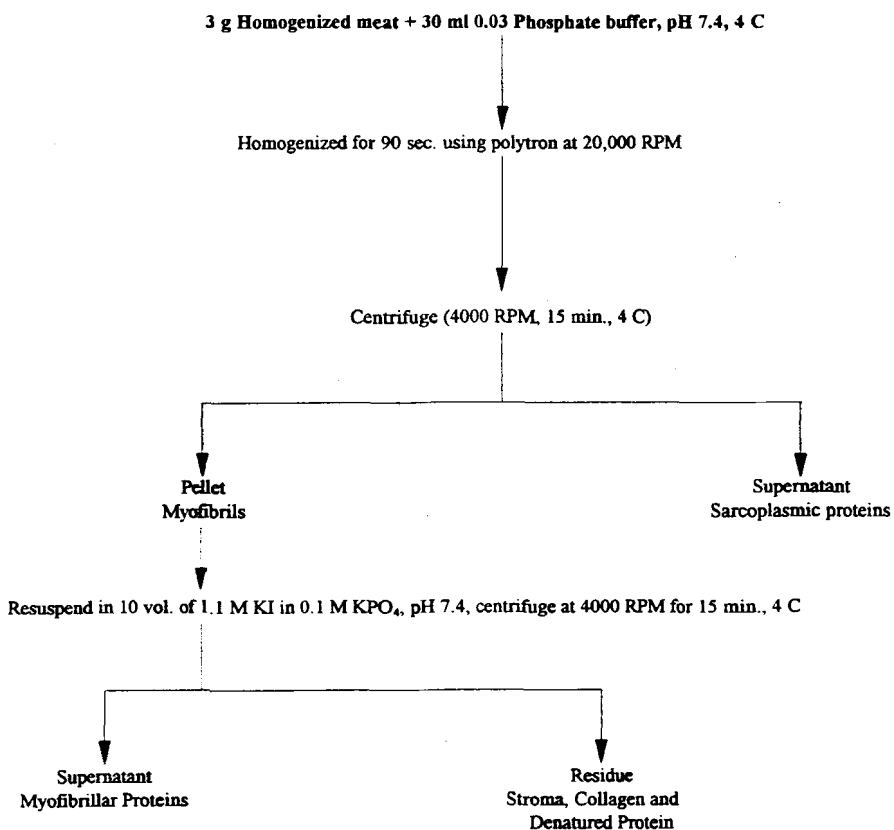 3 g Homogenized meat + 30 ml 0.03 Phosphate buffer, pH 7.4, 4 C
Homogenized for 90 sec. using polytron at 20,000 RPM
Centrifuge (4000 RPM, 15 min., 4 C)
Pellet
Myofibrils
Supernatant
Sarcoplasmic proteins
Resuspend in 10 vol. of 1.1 M KI in 0.1 M KPO₄, pH 7.4, centrifuge at 4000 RPM for 15 min., 4 C
Supernatant
Myofibrillar Proteins
Residue
Stroma, Collagen and
Denatured Protein